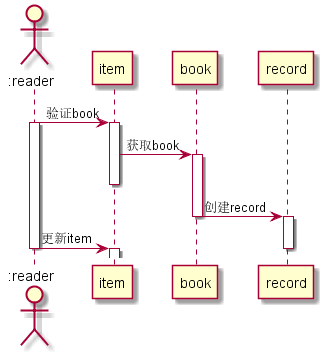 :reader
item
book
record
验证book
获取book
创建record
更新item
:reader
item
book
record